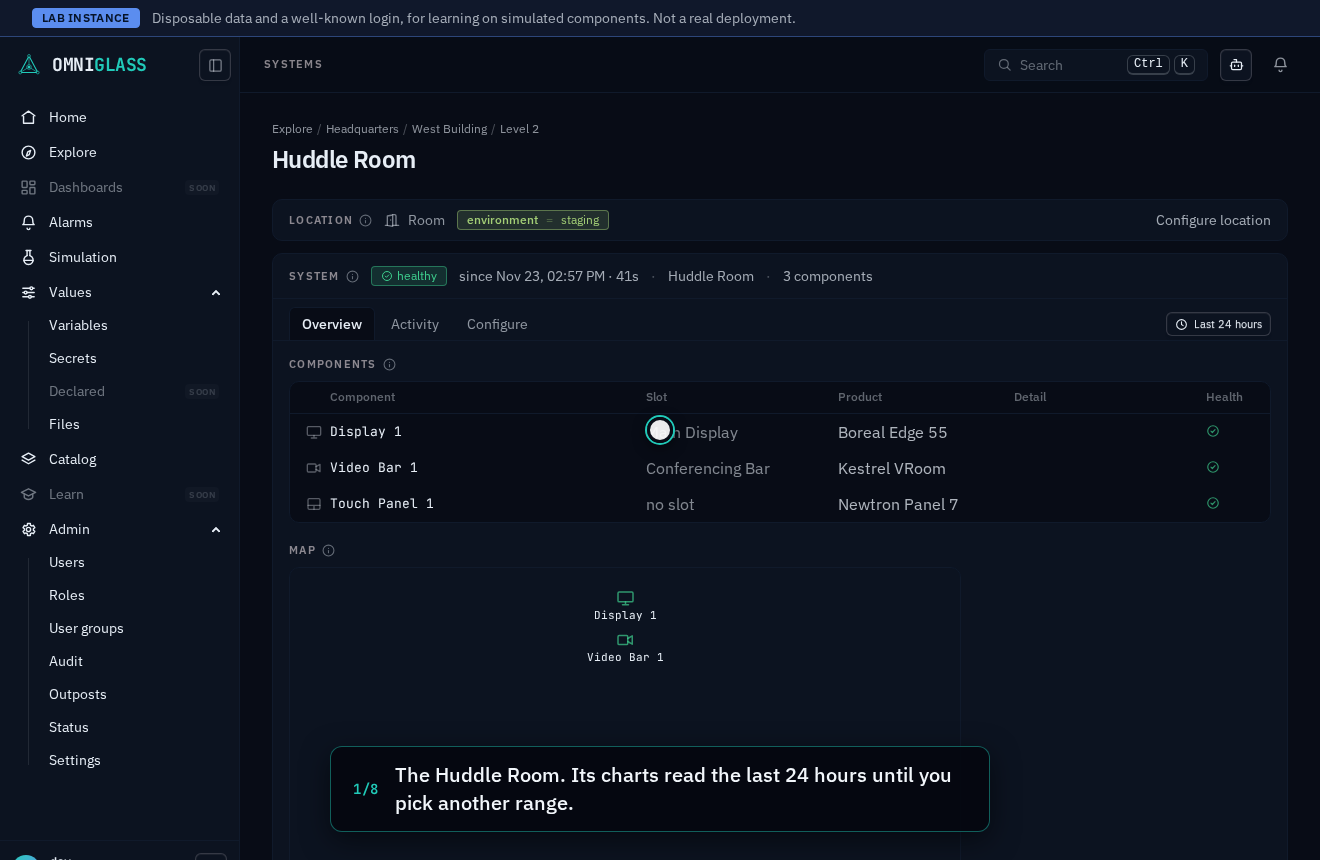 LAB INSTANCE Disposable data and a well-known login, for learning on simulated components. Not a real deployment.
OMNIGLASS
SYSTEMS
Search Ctrl K
Home
Explore
Dashboards SOON
Alarms
Simulation
Values
Variables
Secrets
Declared SOON
Files
Catalog
Learn SOON
Admin
Users
Roles
User groups
Audit
Outposts
Status
Settings
Explore / Headquarters / West Building / Level 2
Huddle Room
LOCATION Room environment = staging Configure location
SYSTEM healthy since Nov 23, 02:57 PM · 41s · Huddle Room · 3 components
Overview Activity Configure Last 24 hours
COMPONENTS
Component Slot Product Detail Health
Display 1 Display Boreal Edge 55
Video Bar 1 Conferencing Bar Kestrel VRoom
Touch Panel 1 no slot Newtron Panel 7
MAP
Display 1
Video Bar 1
1/8 The Huddle Room. Its charts read the last 24 hours until you
pick another range.